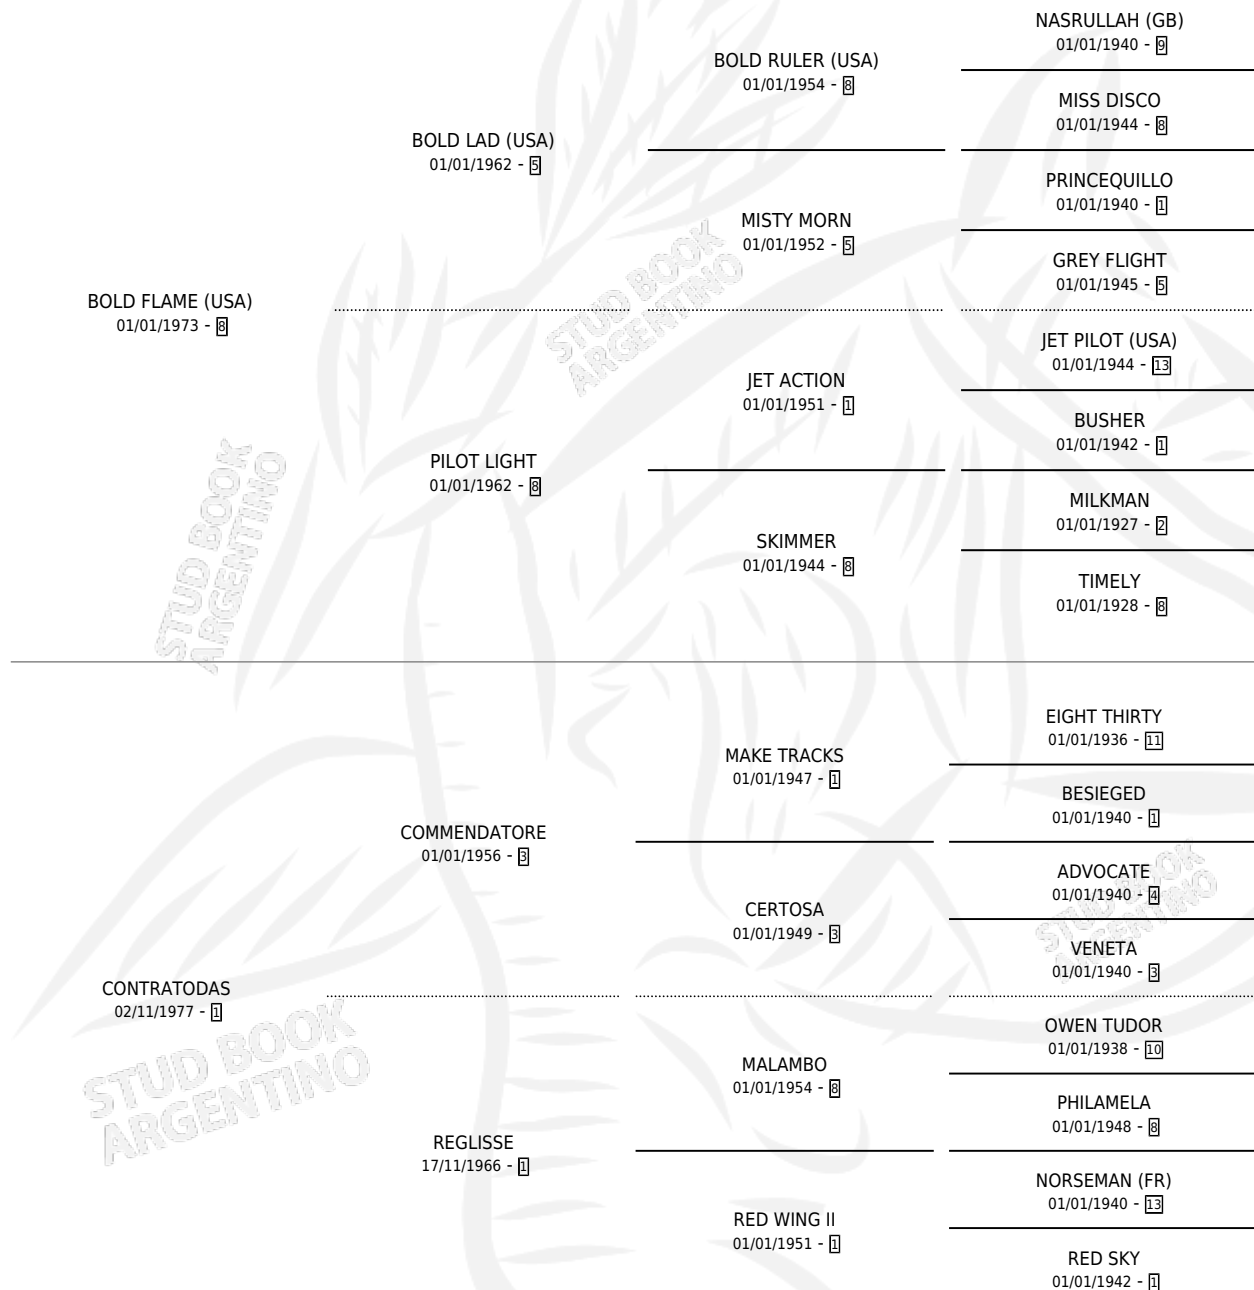 NASRULLAH (GB)
01/01/1940 - 9
BOLD RULER (USA)
01/01/1954 - 8
MISS DISCO
01/01/1944 - 8
BOLD LAD (USA)
01/01/1962 - 5
PRINCEQUILLO
01/01/1940 - 1
MISTY MORN
01/01/1952 - 5
GREY FLIGHT
01/01/1945 - 5
BOLD FLAME (USA)
01/01/1973 - 8
JET PILOT (USA)
01/01/1944 - 13
JET ACTION
01/01/1951 - 1
BUSHER
01/01/1942 - 1
PILOT LIGHT
01/01/1962 - 8
MILKMAN
01/01/1927 - 2
SKIMMER
01/01/1944 - 8
TIMELY
01/01/1928 - 8
EIGHT THIRTY
01/01/1936 - 11
MAKE TRACKS
01/01/1947 - 1
BESIEGED
01/01/1940 - 1
COMMENDATORE
01/01/1956 - 3
ADVOCATE
01/01/1940 - 4
CERTOSA
01/01/1949 - 3
VENETA
01/01/1940 - 3
CONTRATODAS
02/11/1977 - 1
OWEN TUDOR
01/01/1938 - 10
MALAMBO
01/01/1954 - 8
PHILAMELA
01/01/1948 - 8
REGLISSE
17/11/1966 - 1
NORSEMAN (FR)
01/01/1940 - 13
RED WING II
01/01/1951 - 1
RED SKY
01/01/1942 - 1
STUD BOOK
ARGENTINO
STUD BOOK
ARGENTINO
STUD BOOK
ARGENTINO
STUD BOOK
ARGENTINO